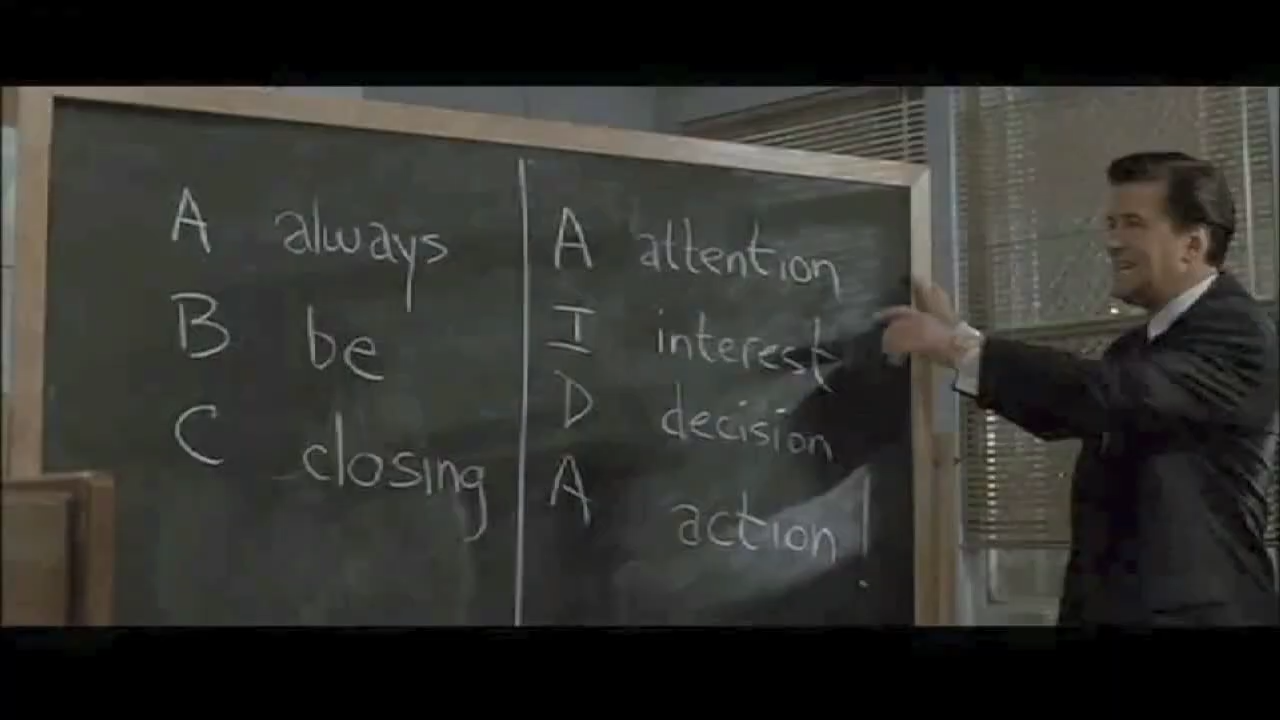 A always
B be
C closing
A attention
I interest
D decision
A action!